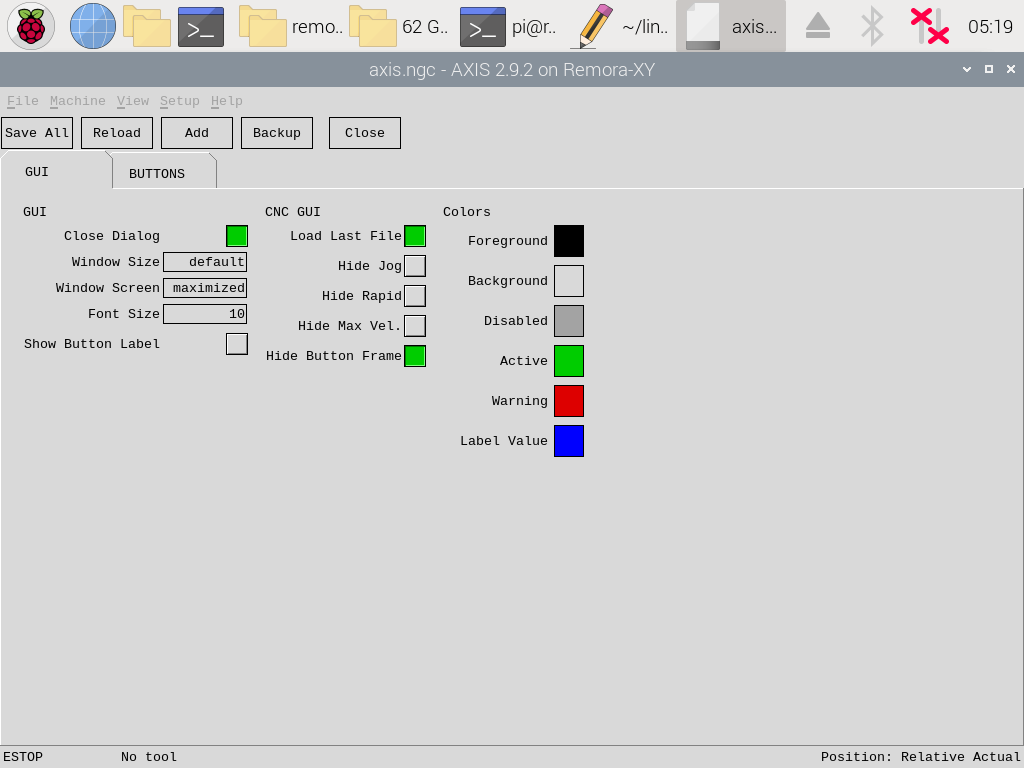 remo.. 62 G.. pi@r.. ~/lin.. axis... 05:19
axis.ngc - AXIS 2.9.2 on Remora-XY
File Machine View Setup Help
Save All Reload Add Backup Close
GUI BUTTONS
GUI
Close Dialog
Window Size default
Window Screen maximized
Font Size 10
Show Button Label
CNC GUI
Load Last File
Hide Jog
Hide Rapid
Hide Max Vel.
Hide Button Frame
Colors
Foreground
Background
Disabled
Active
Warning
Label Value
ESTOP No tool Position: Relative Actual